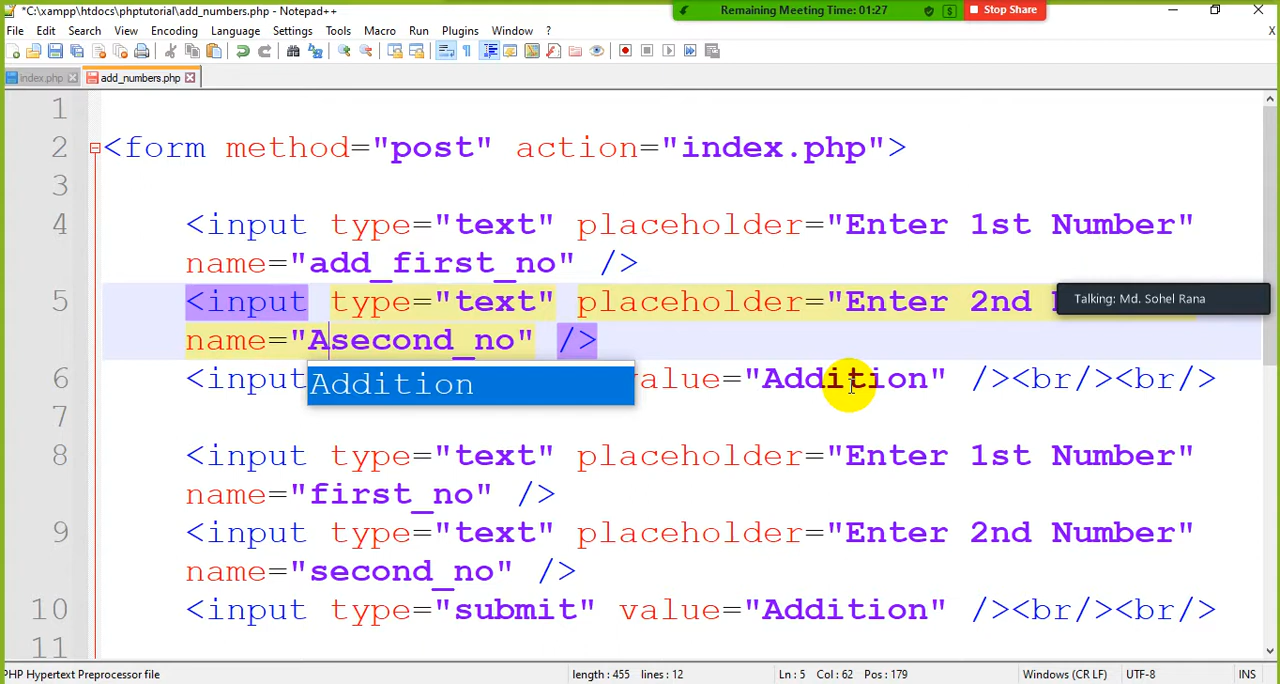 *C:\xampp\htdocs\phptutorial\add_numbers.php - Notepad++
Remaining Meeting Time: 01:27
Stop Share
File Edit Search View Encoding Language Settings Tools Macro Run Plugins Window ?
X
index.php add_numbers.php
1
2 <form method="post" action="index.php">
3
4 <input type="text" placeholder="Enter 1st Number"
name="add_first_no" />
5 <input type="text" placeholder="Enter 2nd
Talking: Md. Sohel Rana
name="Asecond_no" />
6 <input value="Addition" /><br/><br/>
Addition
7
8 <input type="text" placeholder="Enter 1st Number"
name="first_no" />
9 <input type="text" placeholder="Enter 2nd Number"
name="second_no" />
10 <input type="submit" value="Addition" /><br/><br/>
11
PHP Hypertext Preprocessor file length : 455 lines : 12 Ln : 5 Col : 62 Pos : 179 Windows (CR LF) UTF-8 INS